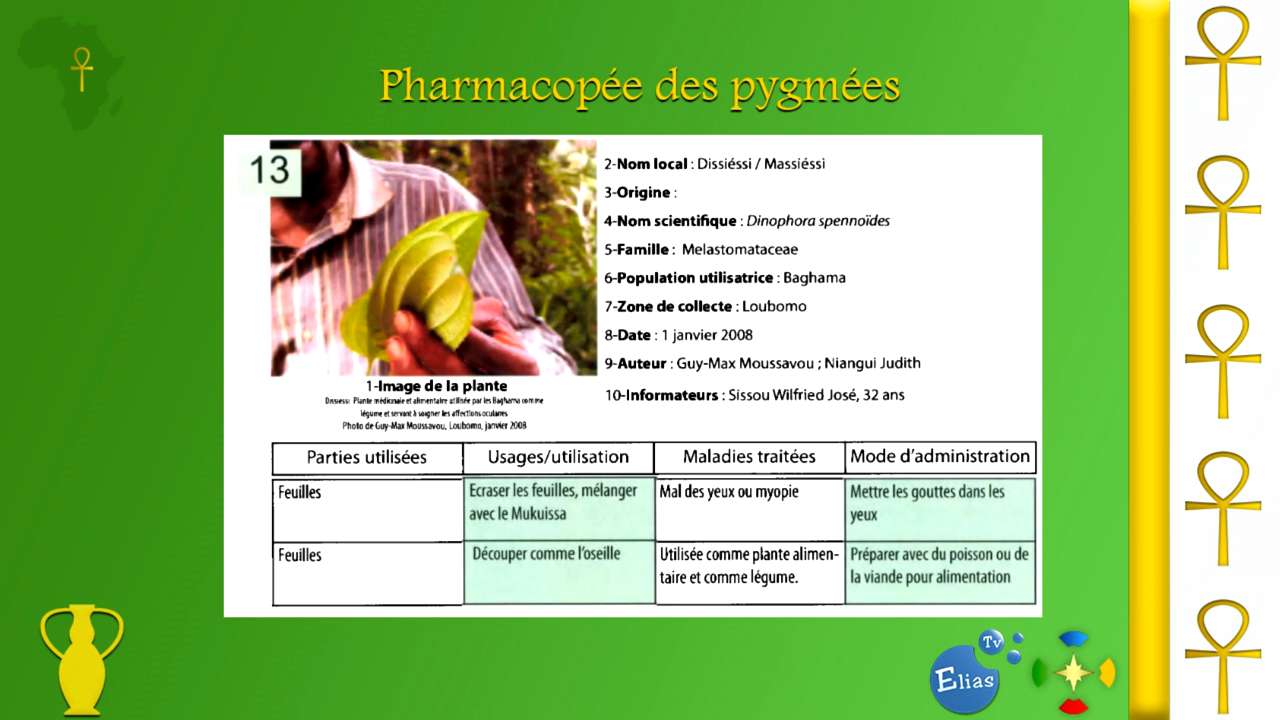 Pharmacopée des pygmées
13
2-Nom local : Dissiéssi / Massiéssi
3-Origine :
4-Nom scientifique : Dinophora spennoïdes
5-Famille : Melastomataceae
6-Population utilisatrice : Baghama
7-Zone de collecte : Loubomo
8-Date : 1 janvier 2008
9-Auteur : Guy-Max Moussavou ; Niangui Judith
10-Informateurs : Sissou Wilfried José, 32 ans
1-Image de la plante
Dissiessi Plante médicinale et alimentaire utilisée par les Baghama comme
légume et servant à soigner les affections oculaires
Photo de Guy-Max Moussavou, Loubomo, janvier 2008
Parties utilisées Usages/utilisation Maladies traitées Mode d'administration
Feuilles Ecraser les feuilles, mélanger Mal des yeux ou myopie Mettre les gouttes dans les
avec le Mukuissa yeux
Feuilles Découper comme l'oseille Utilisée comme plante alimen- Préparer avec du poisson ou de
taire et comme légume. la viande pour alimentation
Tv
Elias